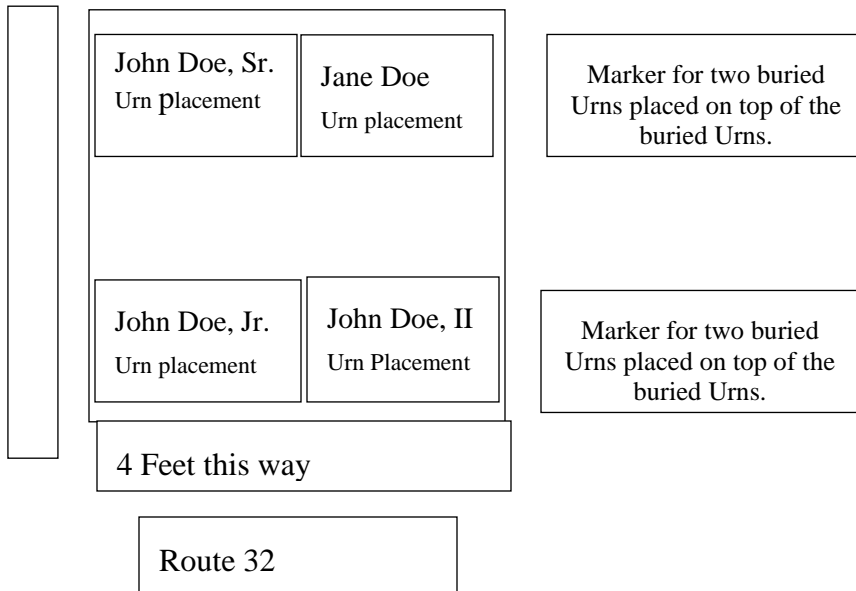 John Doe, Sr.
Urn placement
Jane Doe
Urn placement
Marker for two buried
Urns placed on top of the
buried Urns.
John Doe, Jr.
Urn placement
John Doe, II
Urn Placement
Marker for two buried
Urns placed on top of the
buried Urns.
4 Feet this way
Route 32